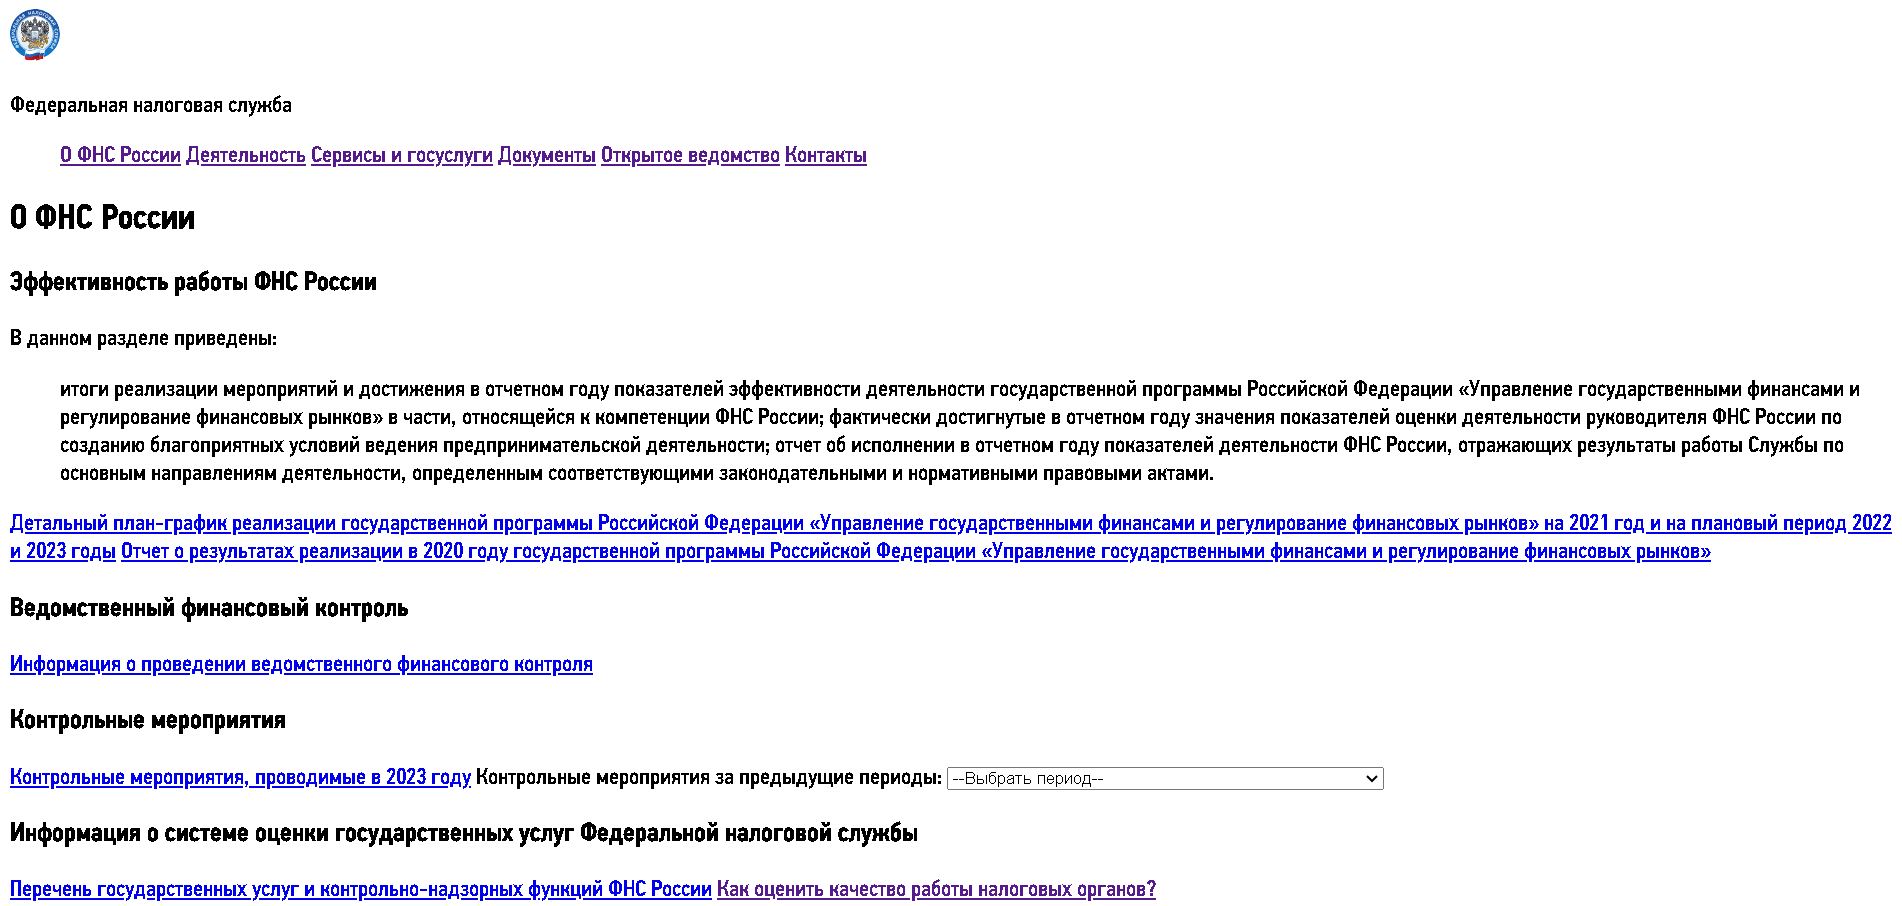 Федеральная налоговая служба
О ФНС России Деятельность Сервисы и госуслуги Документы Открытое ведомство Контакты
О ФНС России
Эффективность работы ФНС России
В данном разделе приведены:
итоги реализации мероприятий и достижения в отчетном году показателей эффективности деятельности государственной программы Российской Федерации «Управление государственными финансами и
регулирование финансовых рынков» в части, относящейся к компетенции ФНС России; фактически достигнутые в отчетном году значения показателей оценки деятельности руководителя ФНС России по
созданию благоприятных условий ведения предпринимательской деятельности; отчет об исполнении в отчетном году показателей деятельности ФНС России, отражающих результаты работы Службы по
основным направлениям деятельности, определенным соответствующими законодательными и нормативными правовыми актами.
Детальный план-график реализации государственной программы Российской Федерации «Управление государственными финансами и регулирование финансовых рынков» на 2021 год и на плановый период 2022
и 2023 годы Отчет о результатах реализации в 2020 году государственной программы Российской Федерации «Управление государственными финансами и регулирование финансовых рынков»
Ведомственный финансовый контроль
Информация о проведении ведомственного финансового контроля
Контрольные мероприятия
Контрольные мероприятия, проводимые в 2023 году Контрольные мероприятия за предыдущие периоды: --Выбрать период--
Информация о системе оценки государственных услуг Федеральной налоговой службы
Перечень государственных услуг и контрольно-надзорных функций ФНС России Как оценить качество работы налоговых органов?